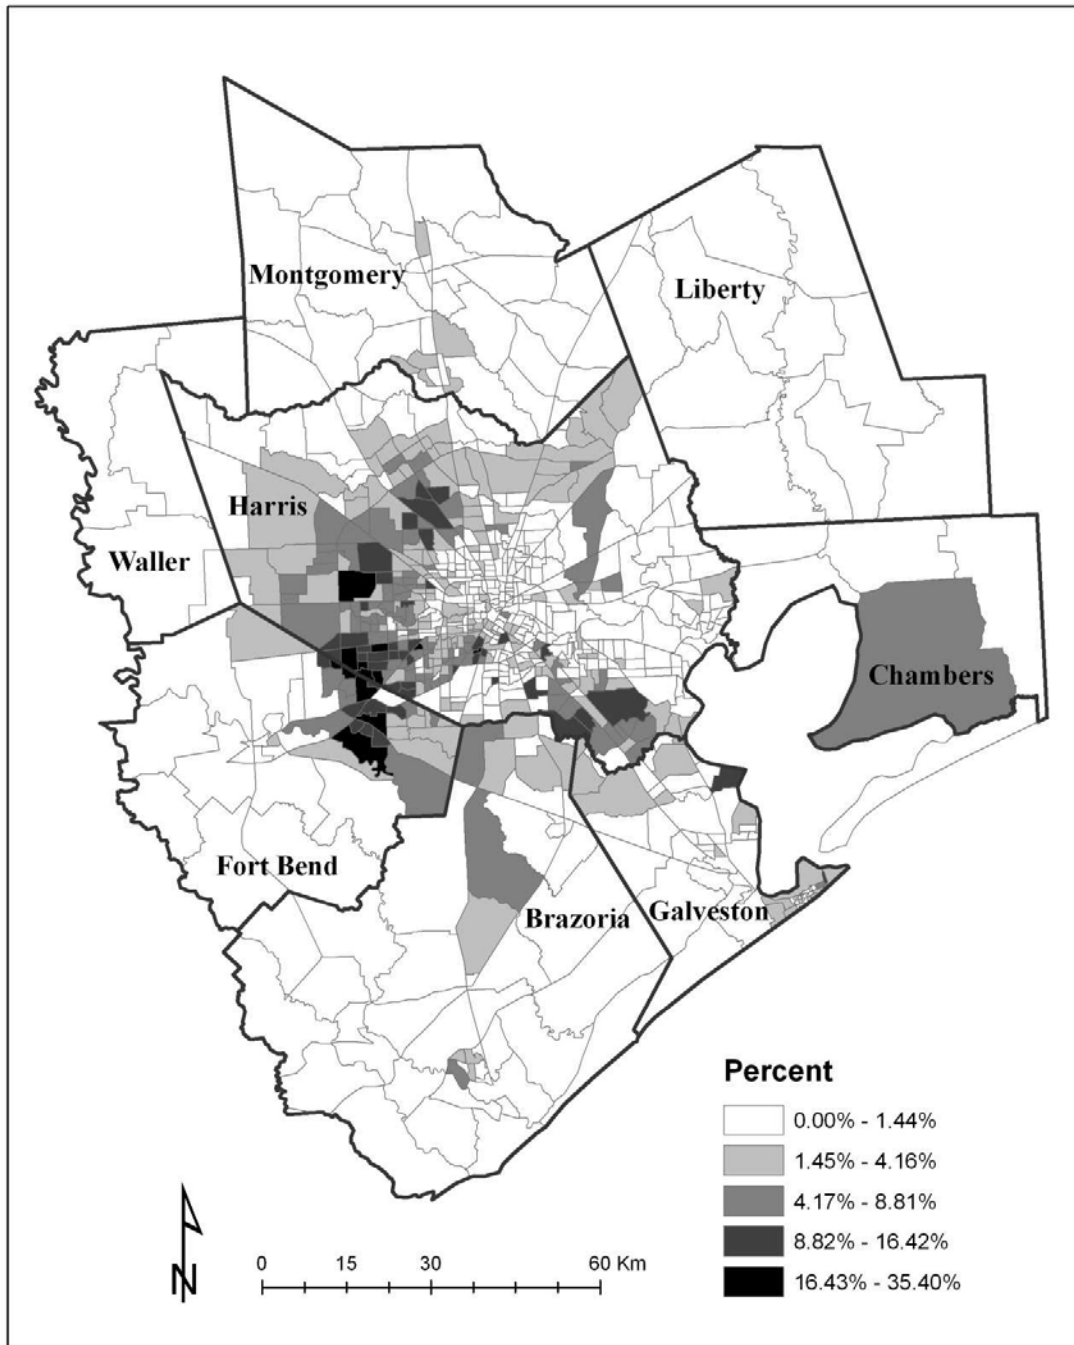 Montgomery
Liberty
Harris
Waller
Chambers
Fort Bend
Brazoria
Galveston
Percent
0.00% - 1.44%
1.45% - 4.16%
4.17% - 8.81%
8.82% - 16.42%
16.43% - 35.40%
N
0 15 30 60 Km